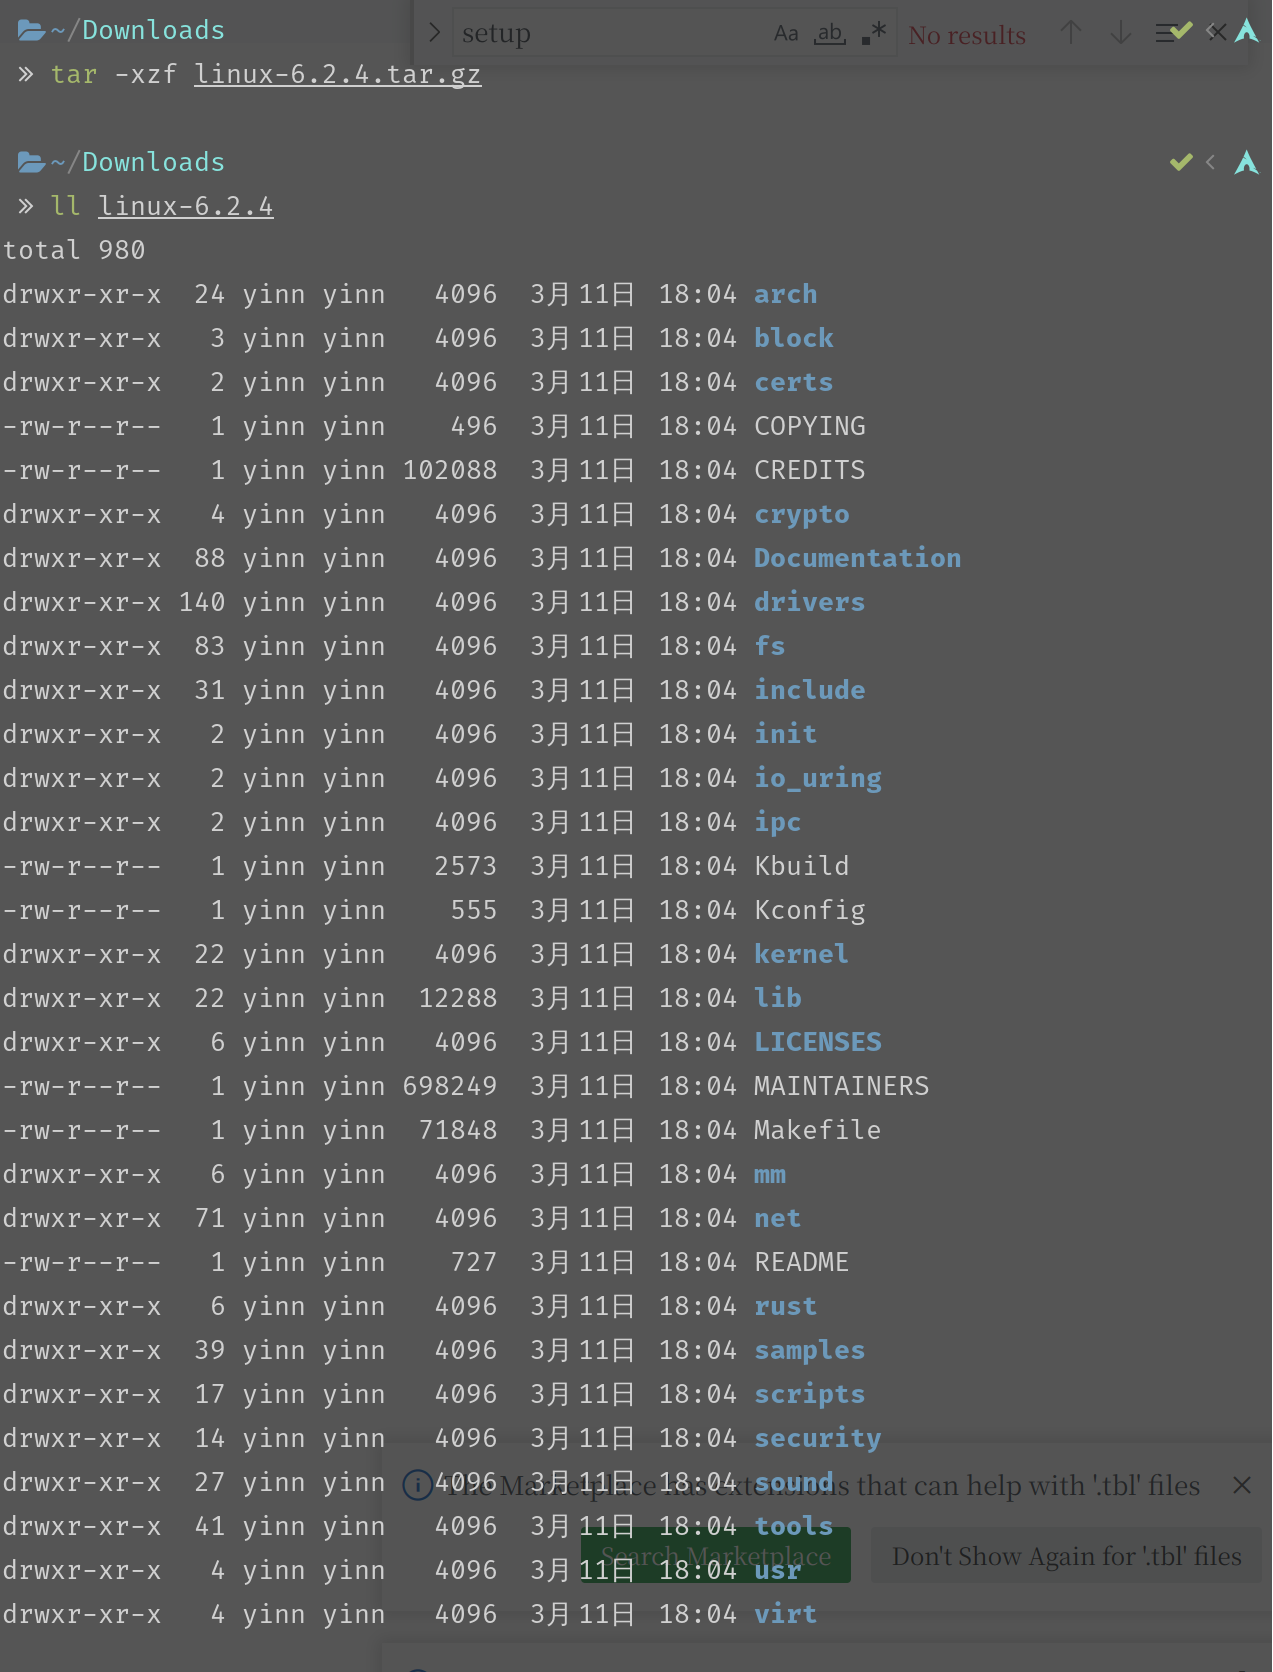 ~/Downloads
setup Aa ab .* No results
» tar -xzf linux-6.2.4.tar.gz
~/Downloads
» ll linux-6.2.4
total 980
drwxr-xr-x 24 yinn yinn 4096 3月 11日 18:04 arch
drwxr-xr-x 3 yinn yinn 4096 3月 11日 18:04 block
drwxr-xr-x 2 yinn yinn 4096 3月 11日 18:04 certs
-rw-r--r-- 1 yinn yinn 496 3月 11日 18:04 COPYING
-rw-r--r-- 1 yinn yinn 102088 3月 11日 18:04 CREDITS
drwxr-xr-x 4 yinn yinn 4096 3月 11日 18:04 crypto
drwxr-xr-x 88 yinn yinn 4096 3月 11日 18:04 Documentation
drwxr-xr-x 140 yinn yinn 4096 3月 11日 18:04 drivers
drwxr-xr-x 83 yinn yinn 4096 3月 11日 18:04 fs
drwxr-xr-x 31 yinn yinn 4096 3月 11日 18:04 include
drwxr-xr-x 2 yinn yinn 4096 3月 11日 18:04 init
drwxr-xr-x 2 yinn yinn 4096 3月 11日 18:04 io_uring
drwxr-xr-x 2 yinn yinn 4096 3月 11日 18:04 ipc
-rw-r--r-- 1 yinn yinn 2573 3月 11日 18:04 Kbuild
-rw-r--r-- 1 yinn yinn 555 3月 11日 18:04 Kconfig
drwxr-xr-x 22 yinn yinn 4096 3月 11日 18:04 kernel
drwxr-xr-x 22 yinn yinn 12288 3月 11日 18:04 lib
drwxr-xr-x 6 yinn yinn 4096 3月 11日 18:04 LICENSES
-rw-r--r-- 1 yinn yinn 698249 3月 11日 18:04 MAINTAINERS
-rw-r--r-- 1 yinn yinn 71848 3月 11日 18:04 Makefile
drwxr-xr-x 6 yinn yinn 4096 3月 11日 18:04 mm
drwxr-xr-x 71 yinn yinn 4096 3月 11日 18:04 net
-rw-r--r-- 1 yinn yinn 727 3月 11日 18:04 README
drwxr-xr-x 6 yinn yinn 4096 3月 11日 18:04 rust
drwxr-xr-x 39 yinn yinn 4096 3月 11日 18:04 samples
drwxr-xr-x 17 yinn yinn 4096 3月 11日 18:04 scripts
drwxr-xr-x 14 yinn yinn 4096 3月 11日 18:04 security
drwxr-xr-x 27 yinn yinn 4096 3月 11日 18:04 sound
The Marketplace has extensions that can help with '.tbl' files
drwxr-xr-x 41 yinn yinn 4096 3月 11日 18:04 tools
Search Marketplace Don't Show Again for '.tbl' files
drwxr-xr-x 4 yinn yinn 4096 3月 11日 18:04 usr
drwxr-xr-x 4 yinn yinn 4096 3月 11日 18:04 virt